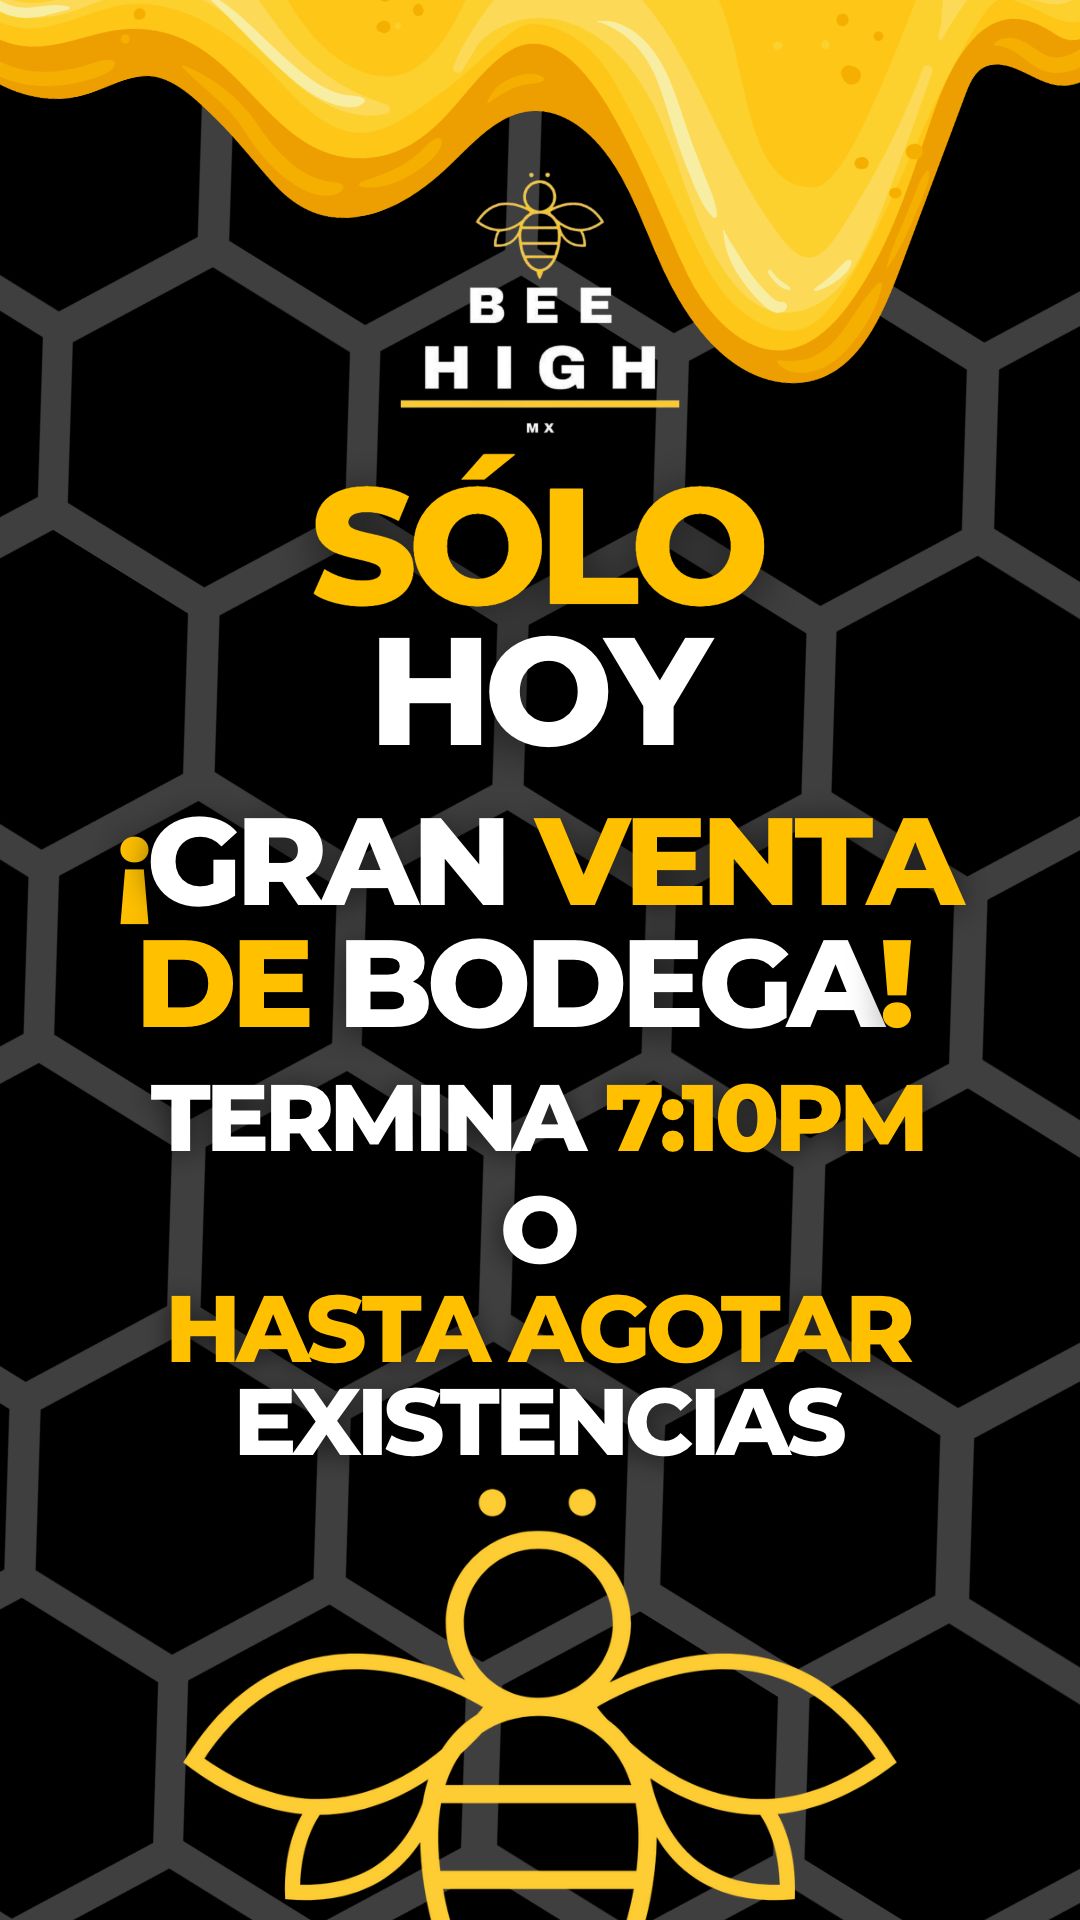 BEE
HIGH
MX
SÓLO
HOY
¡GRAN VENTA
DE BODEGA!
TERMINA 7:10PM
O
HASTA AGOTAR
EXISTENCIAS